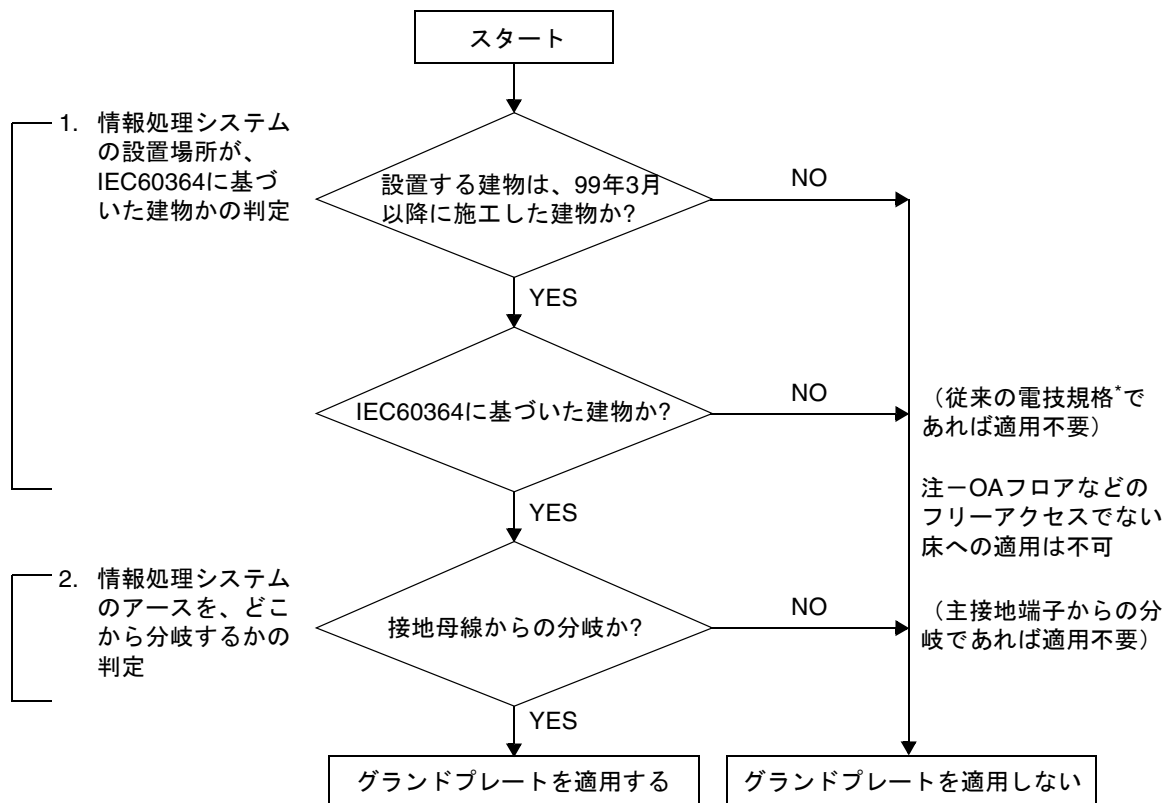 スタート
1. 情報処理システム
の設置場所が、
IEC60364に基づ
いた建物かの判定
設置する建物は、99年3月
以降に施工した建物か?
NO
YES
IEC60364に基づいた建物か?
NO
（従来の電技規格*で
あれば適用不要）
注－OAフロアなどの
フリーアクセスでない
床への適用は不可
YES
2. 情報処理システム
のアースを、どこ
から分岐するかの
判定
接地母線からの分岐か?
NO
（主接地端子からの分
岐であれば適用不要）
YES
グランドプレートを適用する
グランドプレートを適用しない